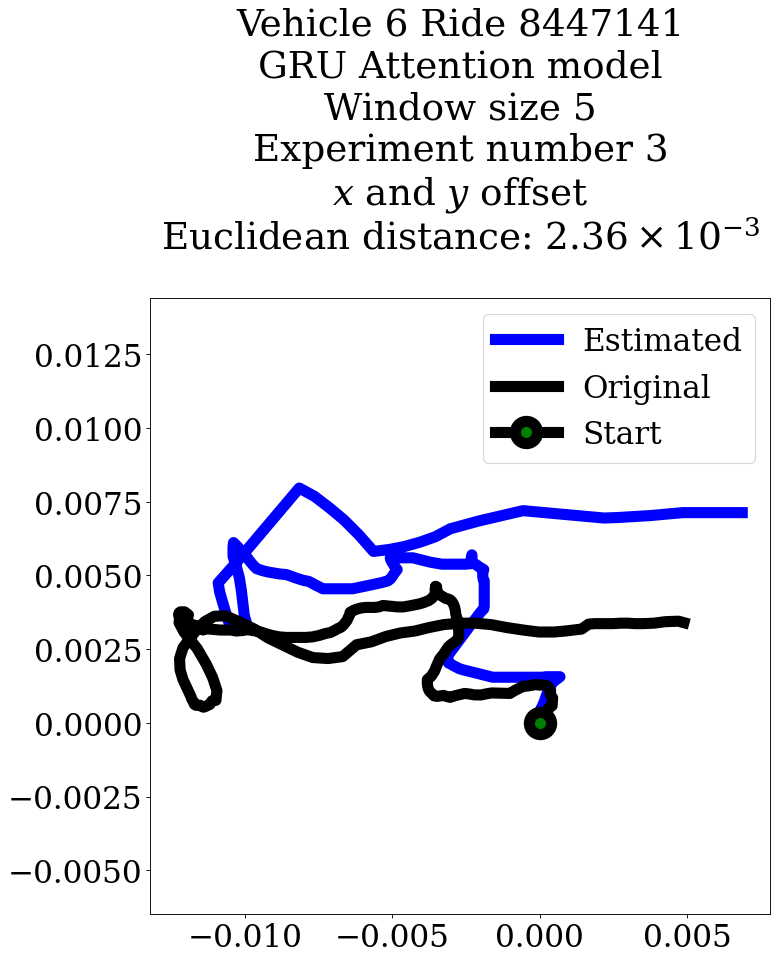 Vehicle 6 Ride 8447141
GRU Attention model
Window size 5
Experiment number 3
x and y offset
Euclidean distance: 2.36 × 10⁻³
Estimated
Original
Start
0.0125
0.0100
0.0075
0.0050
0.0025
0.0000
−0.0025
−0.0050
−0.010 −0.005 0.000 0.005